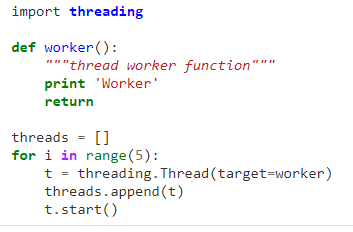 import threading
def worker():
    """thread worker function"""
    print 'Worker'
    return
threads = []
for i in range(5):
    t = threading.Thread(target=worker)
    threads.append(t)
    t.start()